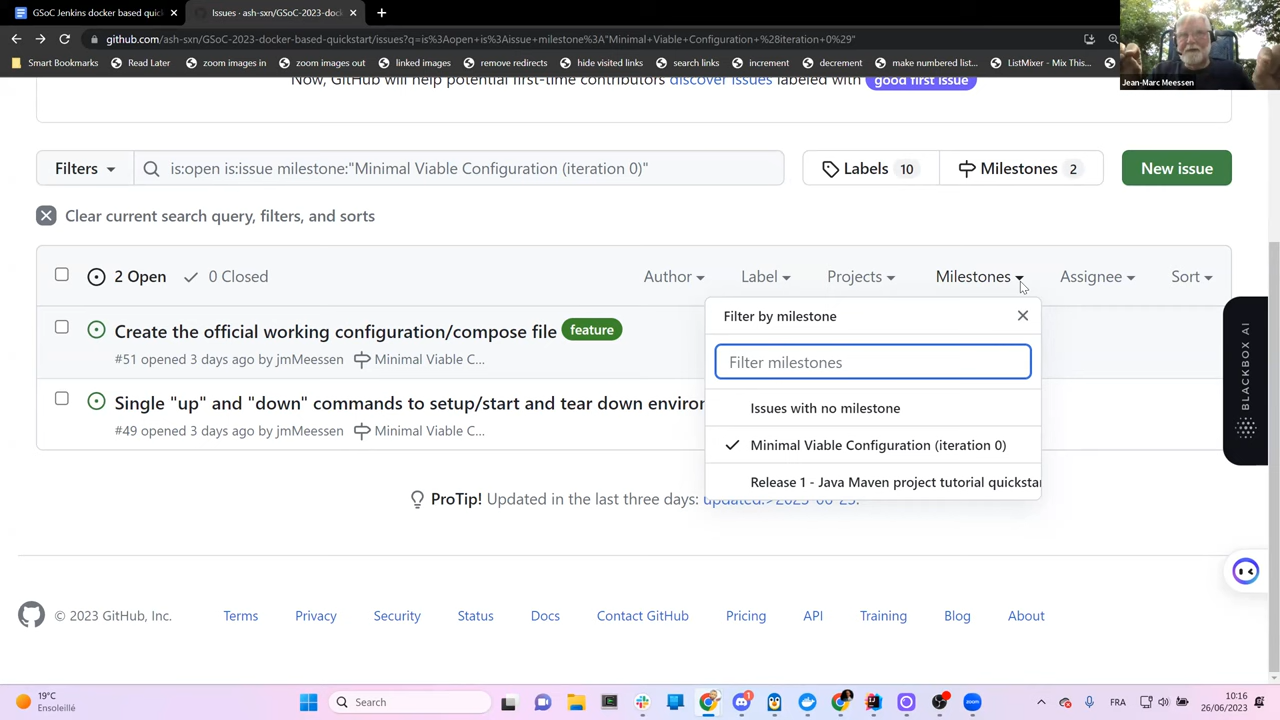 GSoC Jenkins docker based quick
Issues · ash-sxn/GSoC-2023-dock
github.com/ash-sxn/GSoC-2023-docker-based-quickstart/issues?q=is%3Aopen+is%3Aissue+milestone%3A"Minimal+Viable+Configuration+%28iteration+0%29"
Smart Bookmarks
Read Later
zoom images in
zoom images out
linked images
remove redirects
hide visited links
search links
increment
decrement
make numbered list...
ListMixer - Mix This...
Jean-Marc Meessen
Now, GitHub will help potential first-time contributors discover issues labeled with good first issue
Filters
is:open is:issue milestone:"Minimal Viable Configuration (iteration 0)"
Labels 10
Milestones 2
New issue
Clear current search query, filters, and sorts
2 Open
0 Closed
Author
Label
Projects
Milestones
Assignee
Sort
Filter by milestone
Filter milestones
Issues with no milestone
Minimal Viable Configuration (iteration 0)
Release 1 - Java Maven project tutorial quickstar
Create the official working configuration/compose file feature
#51 opened 3 days ago by jmMeessen Minimal Viable C...
Single "up" and "down" commands to setup/start and tear down enviror
#49 opened 3 days ago by jmMeessen Minimal Viable C...
BLACKBOX AI
ProTip! Updated in the last three days: updated:>2023-06-23.
© 2023 GitHub, Inc.
Terms
Privacy
Security
Status
Docs
Contact GitHub
Pricing
API
Training
Blog
About
19°C
Ensoleillé
Search
1
FRA
10:16
26/06/2023